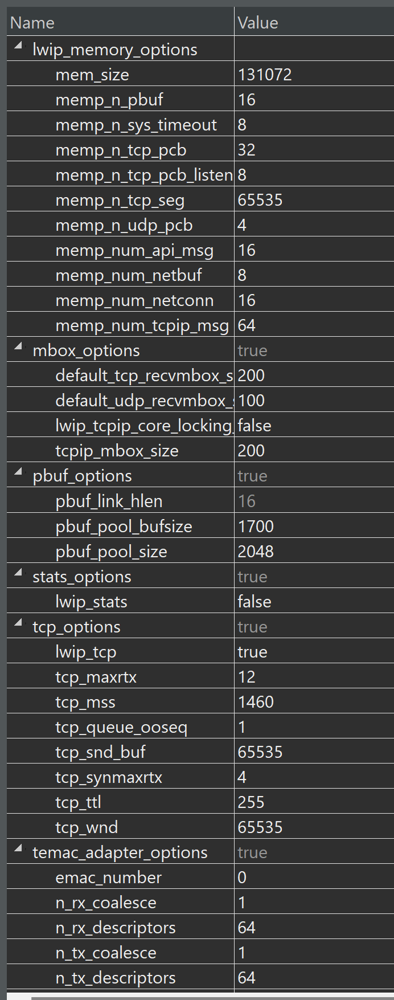 Name Value
lwip_memory_options
mem_size 131072
memp_n_pbuf 16
memp_n_sys_timeout 8
memp_n_tcp_pcb 32
memp_n_tcp_pcb_listen 8
memp_n_tcp_seg 65535
memp_n_udp_pcb 4
memp_num_api_msg 16
memp_num_netbuf 8
memp_num_netconn 16
memp_num_tcpip_msg 64
mbox_options true
default_tcp_recvmbox_s 200
default_udp_recvmbox_s 100
lwip_tcpip_core_locking_ false
tcpip_mbox_size 200
pbuf_options true
pbuf_link_hlen 16
pbuf_pool_bufsize 1700
pbuf_pool_size 2048
stats_options true
lwip_stats false
tcp_options true
lwip_tcp true
tcp_maxrtx 12
tcp_mss 1460
tcp_queue_ooseq 1
tcp_snd_buf 65535
tcp_synmaxrtx 4
tcp_ttl 255
tcp_wnd 65535
temac_adapter_options true
emac_number 0
n_rx_coalesce 1
n_rx_descriptors 64
n_tx_coalesce 1
n_tx_descriptors 64